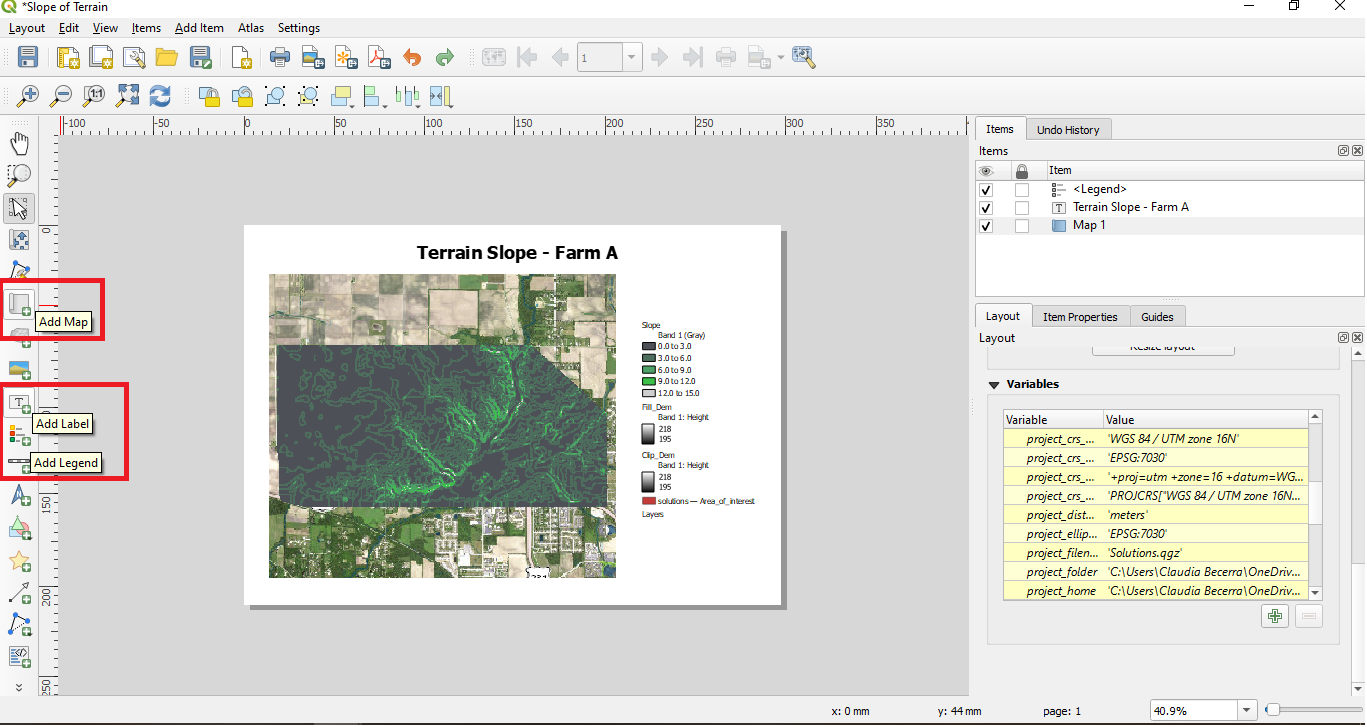 *Slope of Terrain
Layout Edit View Items Add Item Atlas Settings
1
1:1
-100 -50 0 50 100 150 200 250 300 350
0
150
200
250
Add Map
Add Label
Add Legend
Terrain Slope - Farm A
Slope
Band 1 (Gray)
0.0 to 3.0
3.0 to 6.0
6.0 to 9.0
9.0 to 12.0
12.0 to 15.0
Fill_Dem
Band 1: Height
218
195
Clip_Dem
Band 1: Height
218
195
solutions — Area_of_interest
Layers
231
Items Undo History
Items
Item
<Legend>
T Terrain Slope - Farm A
Map 1
Layout Item Properties Guides
Layout
Resize layout
Variables
Variable Value
project_crs_... 'WGS 84 / UTM zone 16N'
project_crs_... 'EPSG:7030'
project_crs_... '+proj=utm +zone=16 +datum=WG...
project_crs_... 'PROJCRS["WGS 84 / UTM zone 16N...
project_dist... 'meters'
project_ellip... 'EPSG:7030'
project_filen... 'Solutions.qgz'
project_folder 'C:\Users\Claudia Becerra\OneDriv...
project_home 'C:\Users\Claudia Becerra\OneDriv...
x: 0 mm y: 44 mm page: 1 40.9%